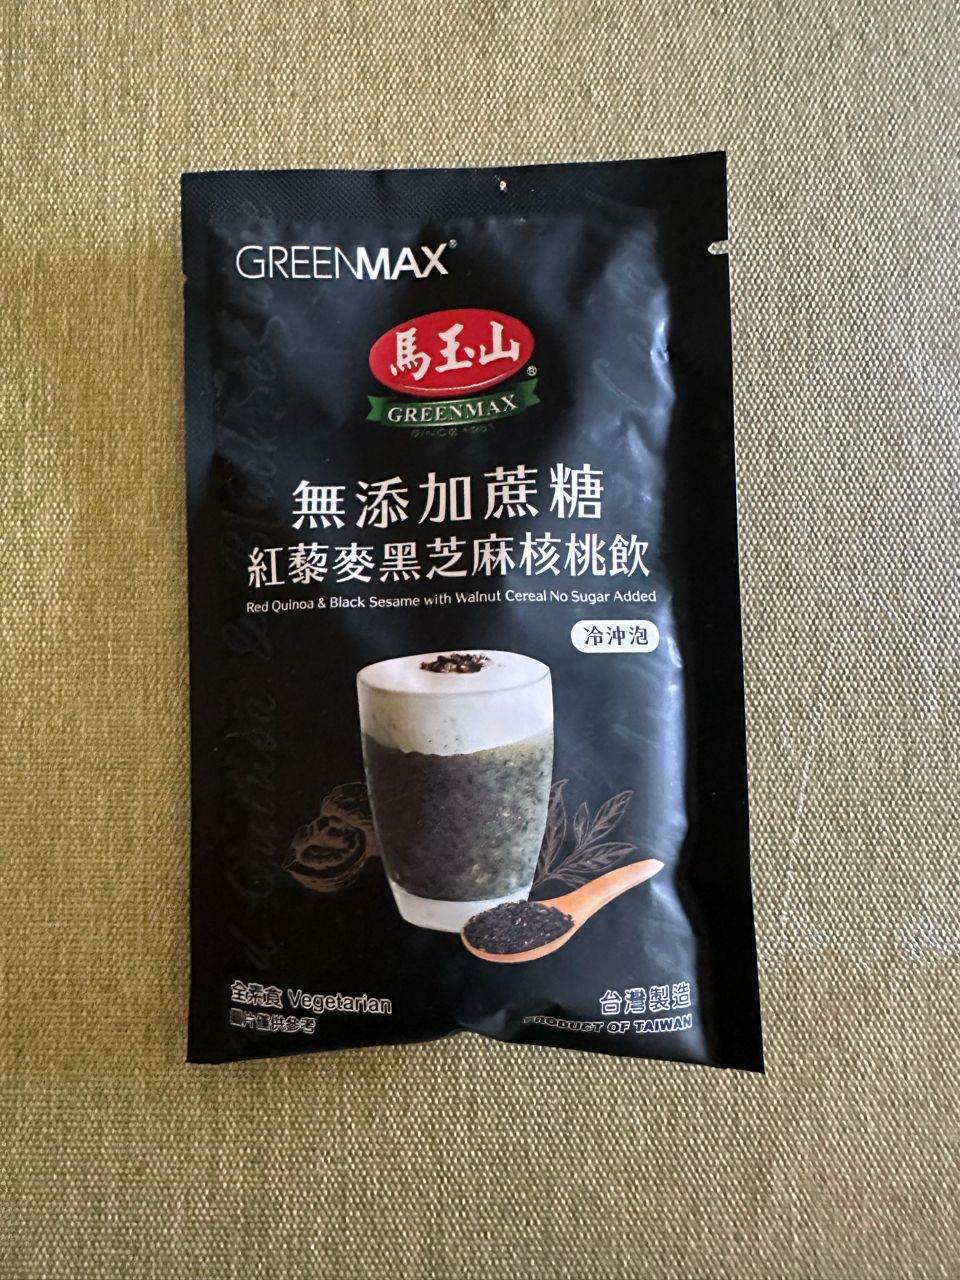 GREENMAX®
馬玉山®
GREENMAX
無添加蔗糖
紅藜麥黑芝麻核桃飲
Red Quinoa & Black Sesame with Walnut Cereal No Sugar Added
冷沖泡
全素食 Vegetarian
圖片僅供參考
台灣製造
PRODUCT OF TAIWAN